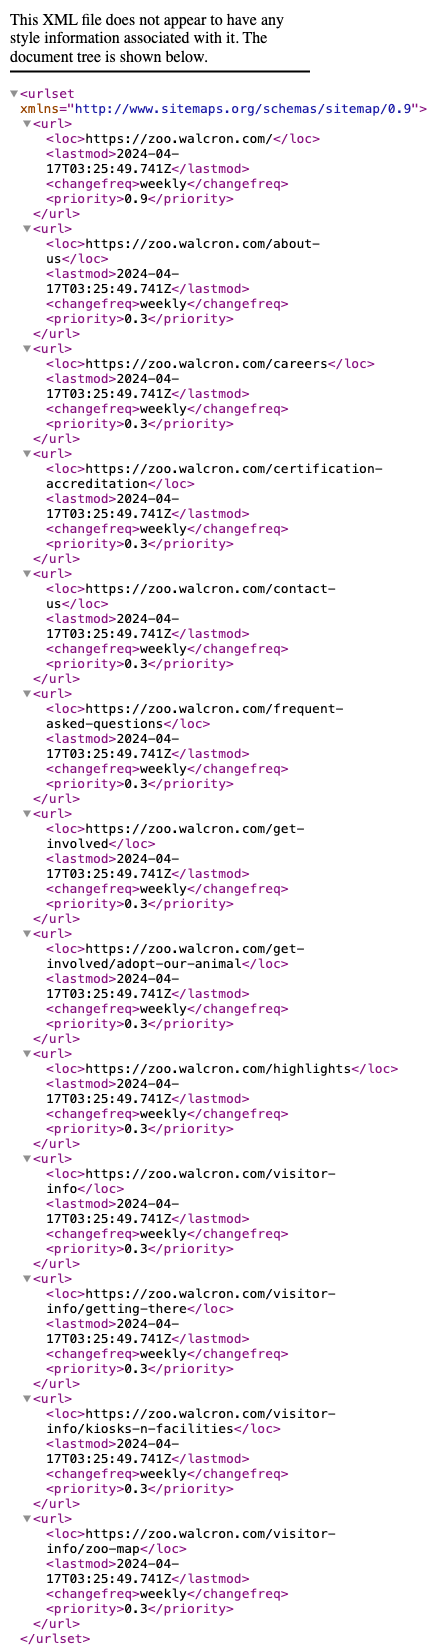 This XML file does not appear to have any
style information associated with it. The
document tree is shown below.
▼<urlset
xmlns="http://www.sitemaps.org/schemas/sitemap/0.9">
▼<url>
<loc>https://zoo.walcron.com/</loc>
<lastmod>2024-04-
17T03:25:49.741Z</lastmod>
<changefreq>weekly</changefreq>
<priority>0.9</priority>
</url>
▼<url>
<loc>https://zoo.walcron.com/about-
us</loc>
<lastmod>2024-04-
17T03:25:49.741Z</lastmod>
<changefreq>weekly</changefreq>
<priority>0.3</priority>
</url>
▼<url>
<loc>https://zoo.walcron.com/careers</loc>
<lastmod>2024-04-
17T03:25:49.741Z</lastmod>
<changefreq>weekly</changefreq>
<priority>0.3</priority>
</url>
▼<url>
<loc>https://zoo.walcron.com/certification-
accreditation</loc>
<lastmod>2024-04-
17T03:25:49.741Z</lastmod>
<changefreq>weekly</changefreq>
<priority>0.3</priority>
</url>
▼<url>
<loc>https://zoo.walcron.com/contact-
us</loc>
<lastmod>2024-04-
17T03:25:49.741Z</lastmod>
<changefreq>weekly</changefreq>
<priority>0.3</priority>
</url>
▼<url>
<loc>https://zoo.walcron.com/frequent-
asked-questions</loc>
<lastmod>2024-04-
17T03:25:49.741Z</lastmod>
<changefreq>weekly</changefreq>
<priority>0.3</priority>
</url>
▼<url>
<loc>https://zoo.walcron.com/get-
involved</loc>
<lastmod>2024-04-
17T03:25:49.741Z</lastmod>
<changefreq>weekly</changefreq>
<priority>0.3</priority>
</url>
▼<url>
<loc>https://zoo.walcron.com/get-
involved/adopt-our-animal</loc>
<lastmod>2024-04-
17T03:25:49.741Z</lastmod>
<changefreq>weekly</changefreq>
<priority>0.3</priority>
</url>
▼<url>
<loc>https://zoo.walcron.com/highlights</loc>
<lastmod>2024-04-
17T03:25:49.741Z</lastmod>
<changefreq>weekly</changefreq>
<priority>0.3</priority>
</url>
▼<url>
<loc>https://zoo.walcron.com/visitor-
info</loc>
<lastmod>2024-04-
17T03:25:49.741Z</lastmod>
<changefreq>weekly</changefreq>
<priority>0.3</priority>
</url>
▼<url>
<loc>https://zoo.walcron.com/visitor-
info/getting-there</loc>
<lastmod>2024-04-
17T03:25:49.741Z</lastmod>
<changefreq>weekly</changefreq>
<priority>0.3</priority>
</url>
▼<url>
<loc>https://zoo.walcron.com/visitor-
info/kiosks-n-facilities</loc>
<lastmod>2024-04-
17T03:25:49.741Z</lastmod>
<changefreq>weekly</changefreq>
<priority>0.3</priority>
</url>
▼<url>
<loc>https://zoo.walcron.com/visitor-
info/zoo-map</loc>
<lastmod>2024-04-
17T03:25:49.741Z</lastmod>
<changefreq>weekly</changefreq>
<priority>0.3</priority>
</url>
</urlset>